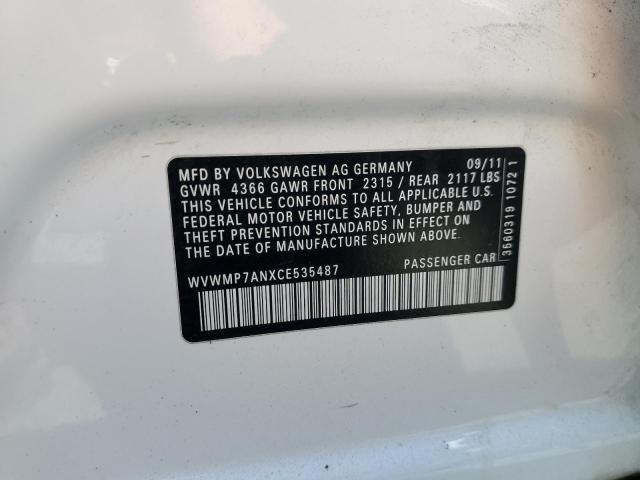 MFD BY VOLKSWAGEN AG GERMANY 09/11
GVWR 4366 GAWR FRONT 2315 / REAR 2117 LBS
THIS VEHICLE CONFORMS TO ALL APPLICABLE U.S.
FEDERAL MOTOR VEHICLE SAFETY, BUMPER AND
THEFT PREVENTION STANDARDS IN EFFECT ON
THE DATE OF MANUFACTURE SHOWN ABOVE.
WVWMP7ANXCE535487 PASSENGER CAR
3560319 1072 1